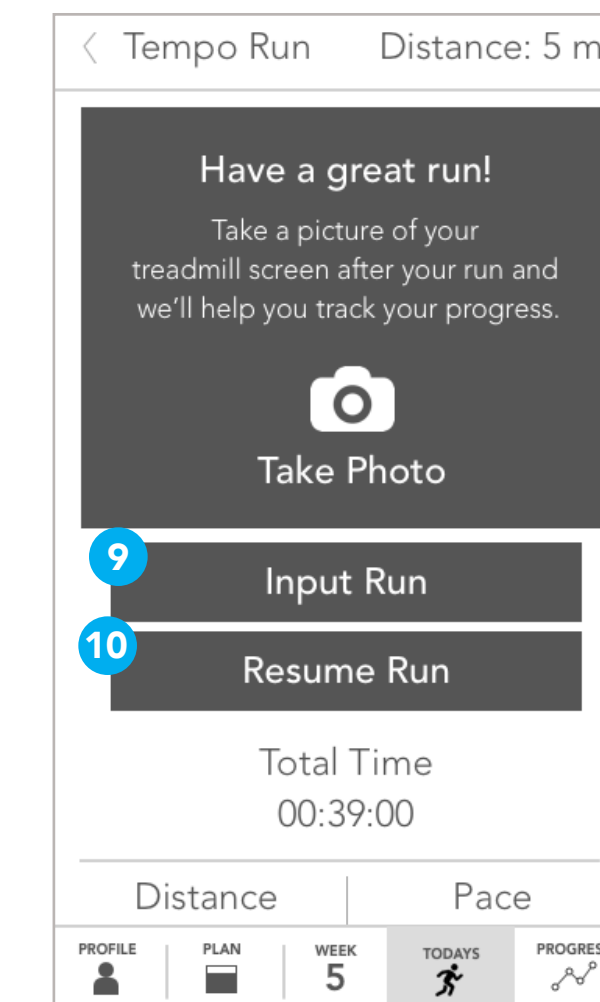 Tempo Run Distance: 5 m
Have a great run!
Take a picture of your
treadmill screen after your run and
we'll help you track your progress.
Take Photo
9
Input Run
10
Resume Run
Total Time
00:39:00
Distance Pace
PROFILE PLAN WEEK TODAYS PROGRES
5